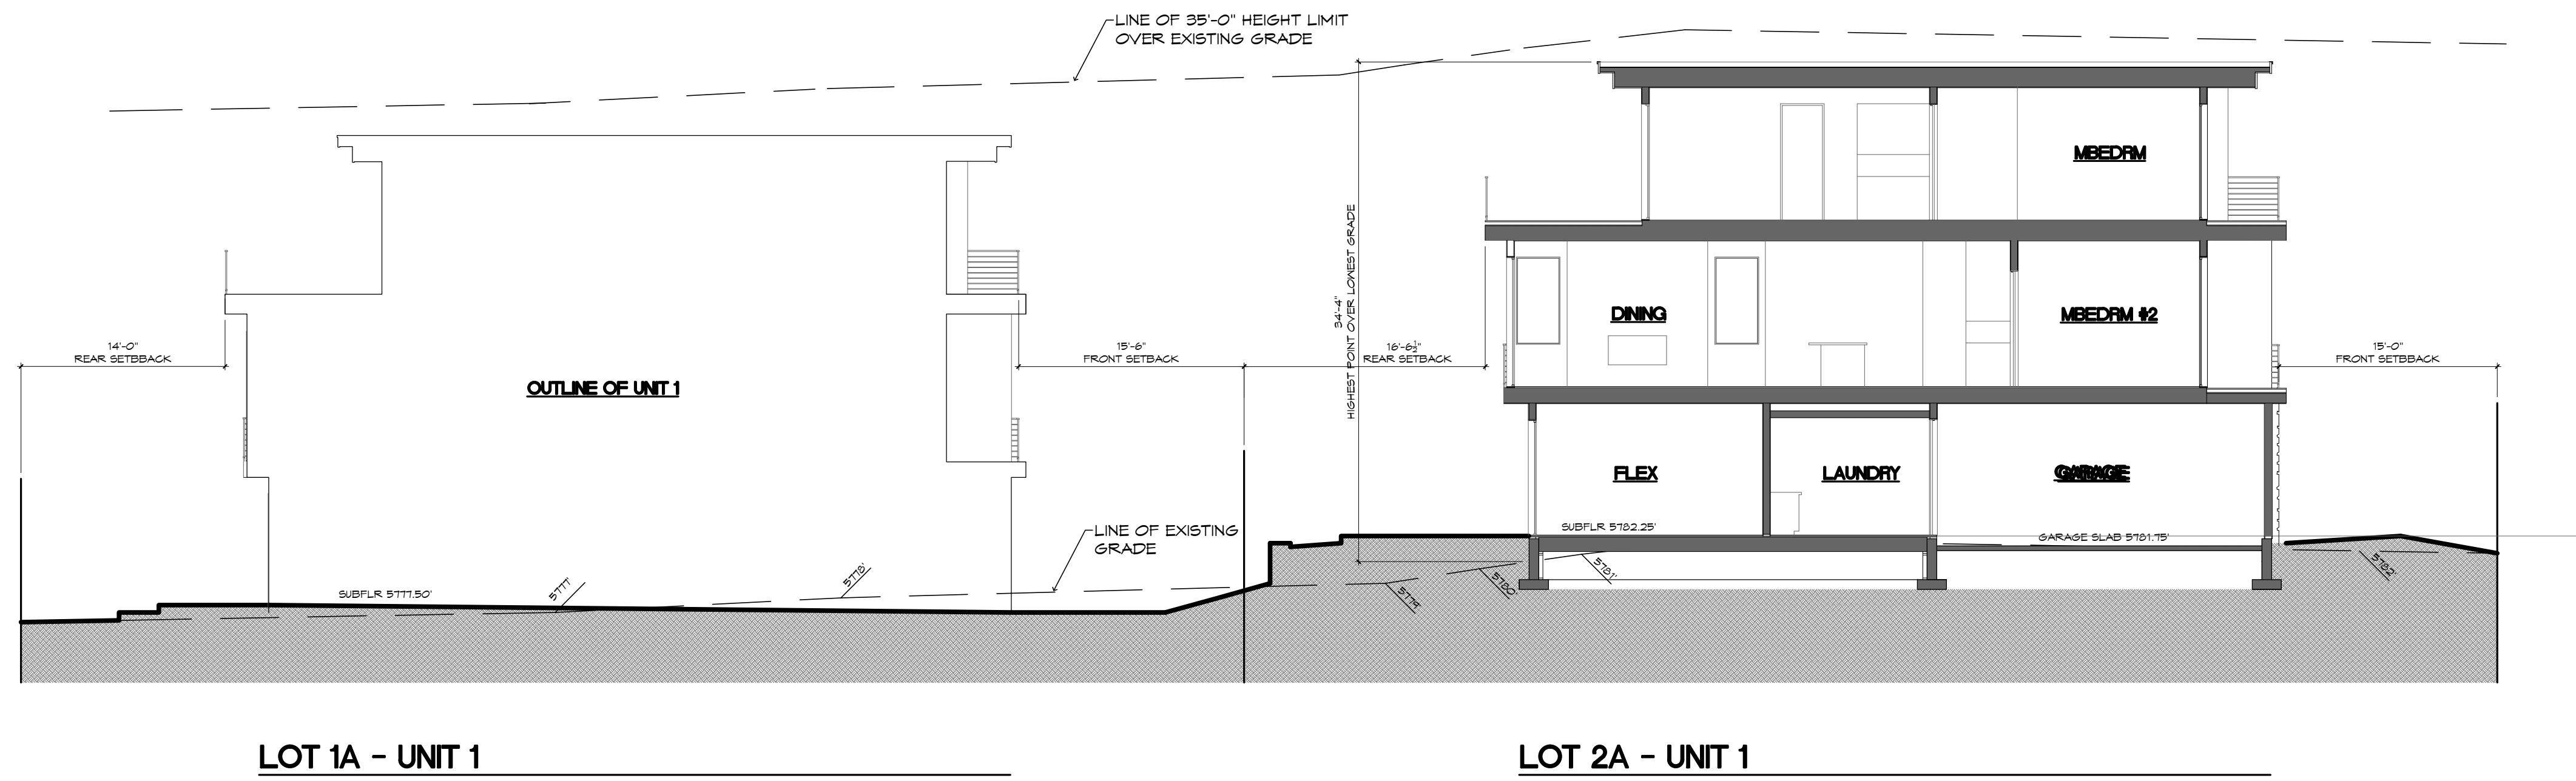 LINE OF 35'-0" HEIGHT LIMIT
OVER EXISTING GRADE
MBEDRM
34'-4"
HIGHEST POINT OVER LOWEST GRADE
DINING
MBEDRM #2
14'-0"
REAR SETBBACK
15'-6"
FRONT SETBACK
16'-6½"
REAR SETBACK
15'-0"
FRONT SETBBACK
OUTLINE OF UNIT 1
FLEX
LAUNDRY
GARAGE
LINE OF EXISTING
GRADE
SUBFLR 5782.25'
GARAGE SLAB 5781.75'
SUBFLR 5777.50'
5777'
5778'
5779'
5780'
5781'
5782'
LOT 1A - UNIT 1
LOT 2A - UNIT 1